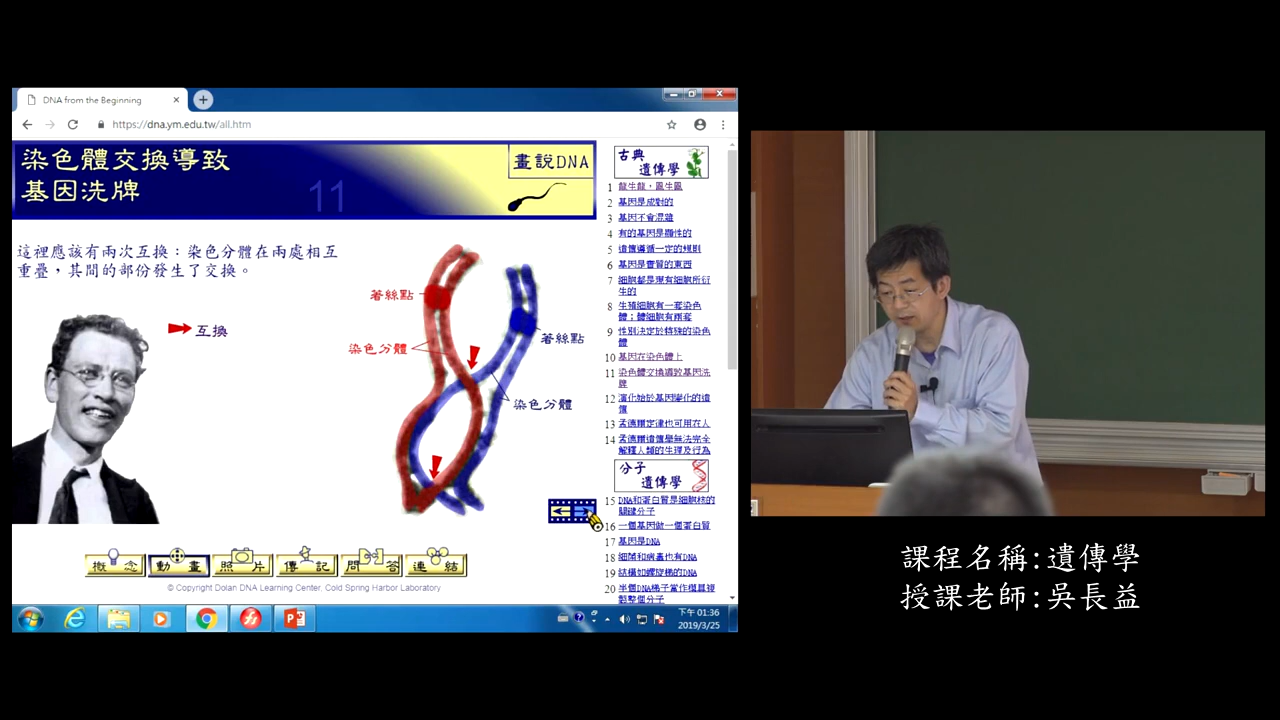 DNA from the Beginning
https://dna.ym.edu.tw/all.htm
染色體交換導致
基因洗牌
11
畫說DNA
這裡應該有兩次互換：染色分體在兩處相互
重疊，其間的部份發生了交換。
互換
著絲點
染色分體
著絲點
染色分體
概念
動畫
照片
傳記
問答
連結
© Copyright Dolan DNA Learning Center, Cold Spring Harbor Laboratory
古典
遺傳學
1 龍生龍，鳳生鳳
2 基因是成對的
3 基因不會混雜
4 有的基因是顯性的
5 遺傳遵循一定的規則
6 基因是實質的東西
7 細胞都是現有細胞所衍
生的
8 生殖細胞有一套染色
體；體細胞有兩套
9 性別決定於特殊的染色
體
10 基因在染色體上
11 染色體交換導致基因洗
牌
12 演化始於基因變化的遺
傳
13 孟德爾定律也可用在人
14 孟德爾遺傳學無法完全
解釋人類的生理及行為
分子
遺傳學
15 DNA和蛋白質是細胞核的
關鍵分子
16 一個基因做一個蛋白質
17 基因是DNA
18 細菌和病毒也有DNA
19 結構如螺旋梯的DNA
20 半個DNA梯子當作模具複
製整個分子
下午 01:36
2019/3/25
課程名稱:遺傳學
授課老師:吳長益